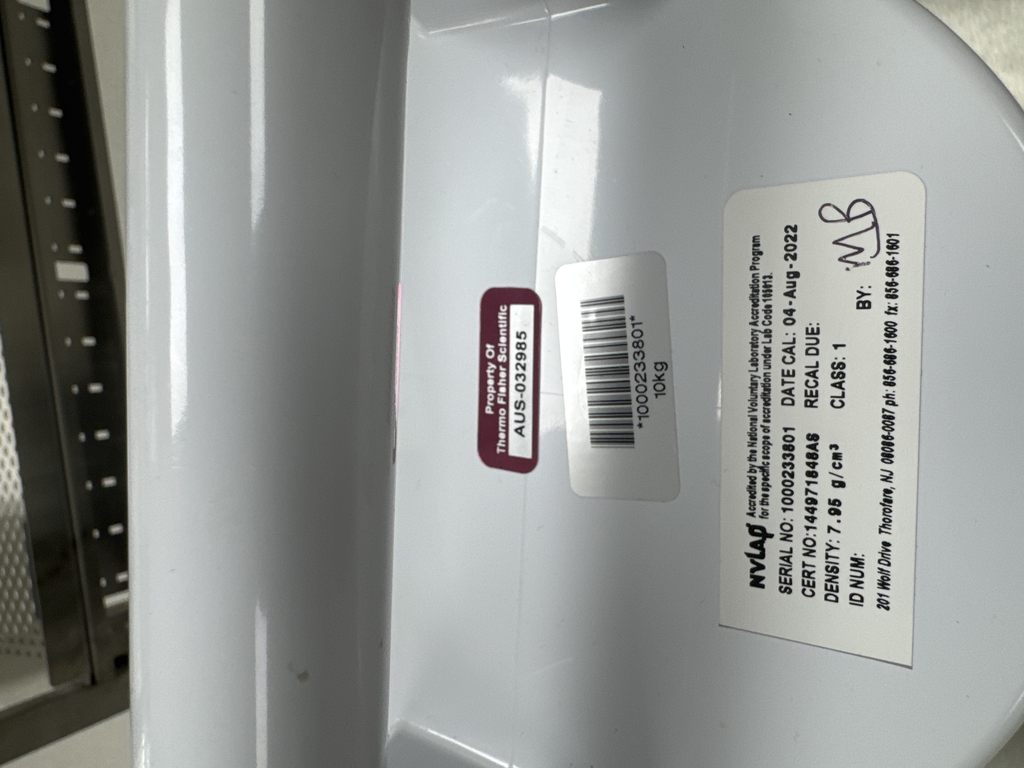 Property Of
Thermo Fisher Scientific
AUS-032985
*1000233801*
10kg
NVLAP Accredited by the National Voluntary Laboratory Accreditation Program
for the specific scope of accreditation under Lab Code 105013.
SERIAL NO: 1000233801 DATE CAL: 04-Aug-2022
CERT NO:144971848A8 RECAL DUE:
DENSITY: 7.95 g/cm³ CLASS: 1
ID NUM: BY: MB
201 Wolf Drive Thorofare, NJ 08086-0087 ph: 856-686-1600 fx: 856-686-1601